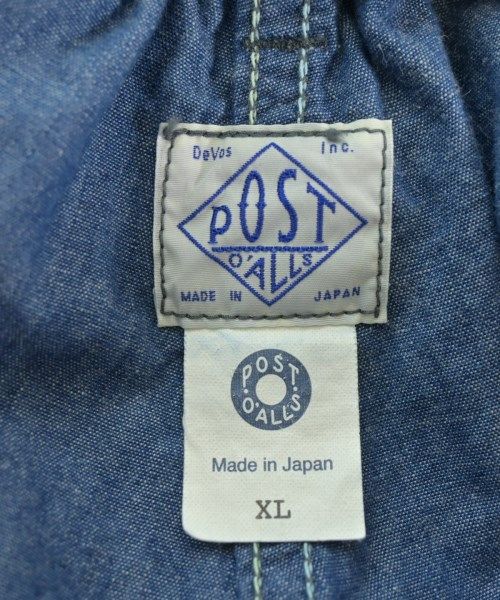 DeVos Inc.
POST
O'ALLS
MADE IN JAPAN
POST
O'ALLS
Made in Japan
XL